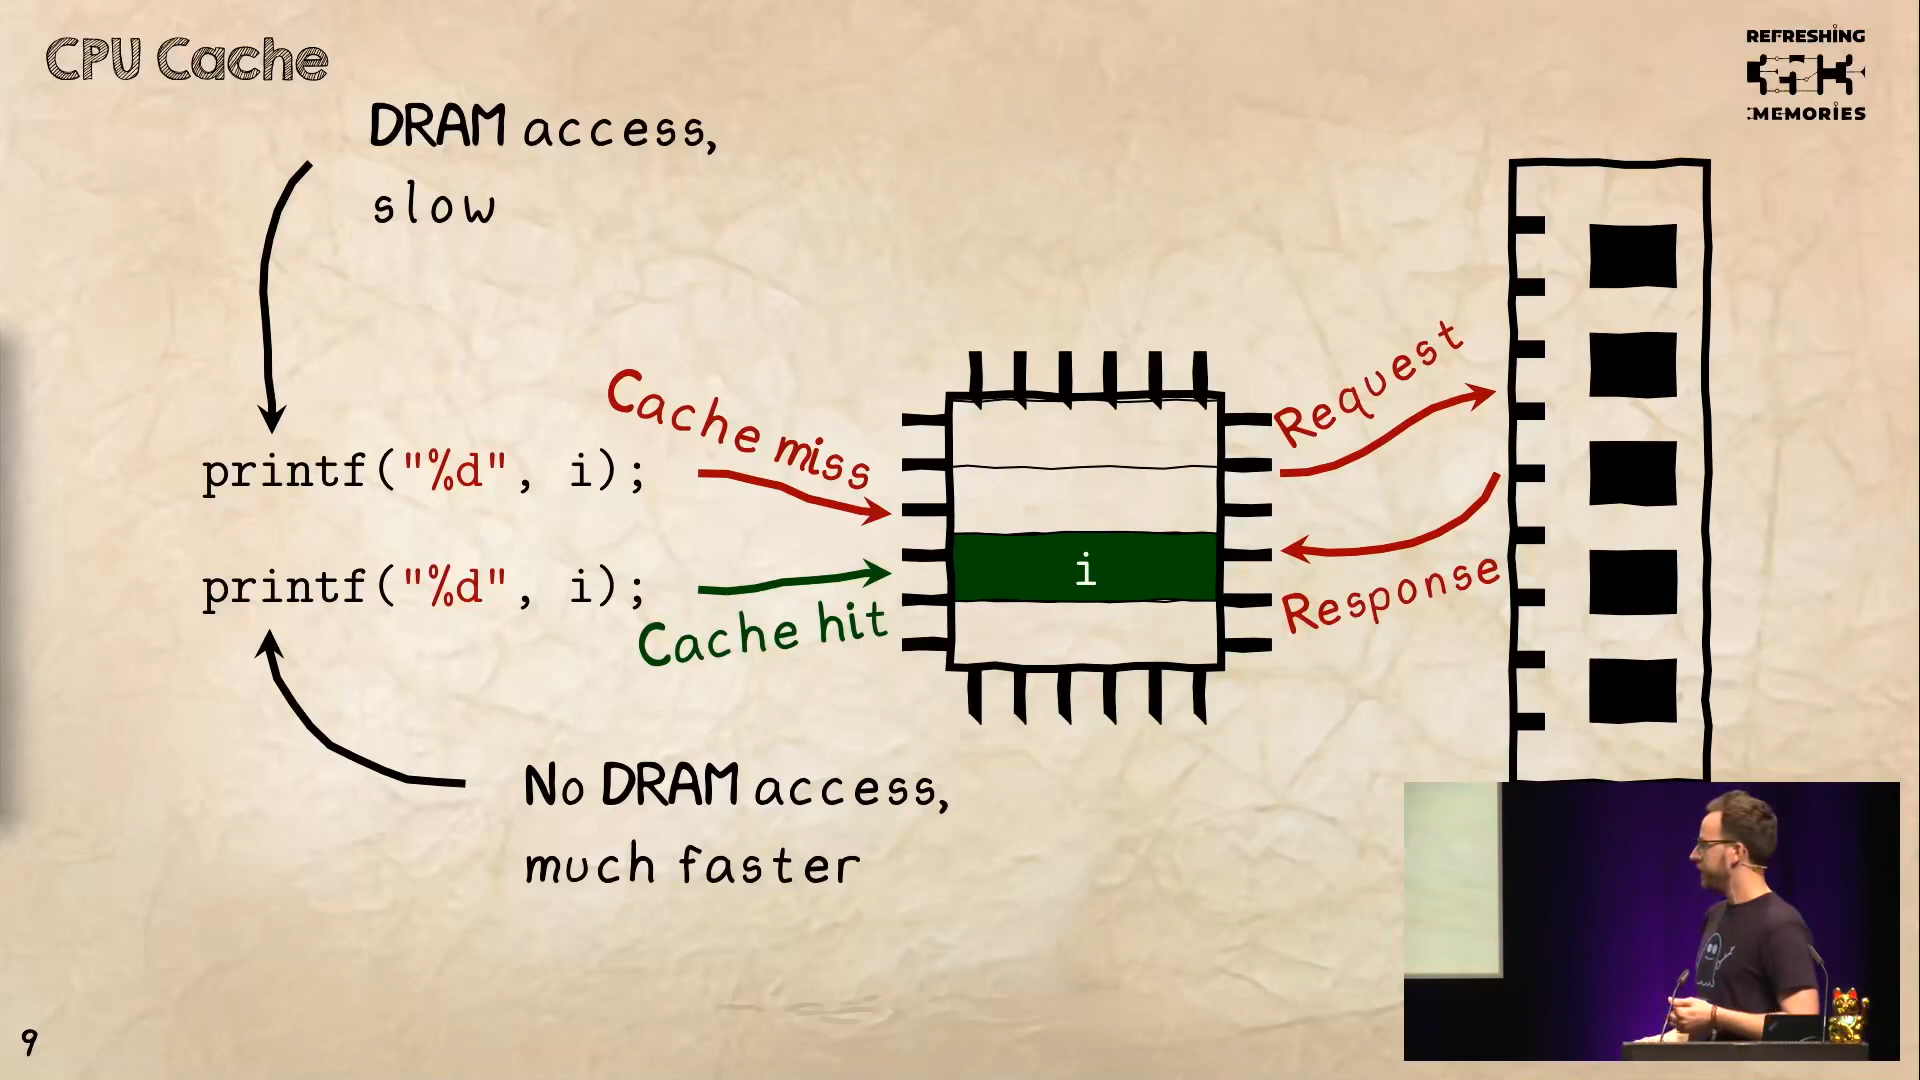 CPU Cache
REFRESHING
:MEMORIES
DRAM access,
slow
Cache miss
Request
printf("%d", i);
i
printf("%d", i);
Cache hit
Response
No DRAM access,
much faster
9